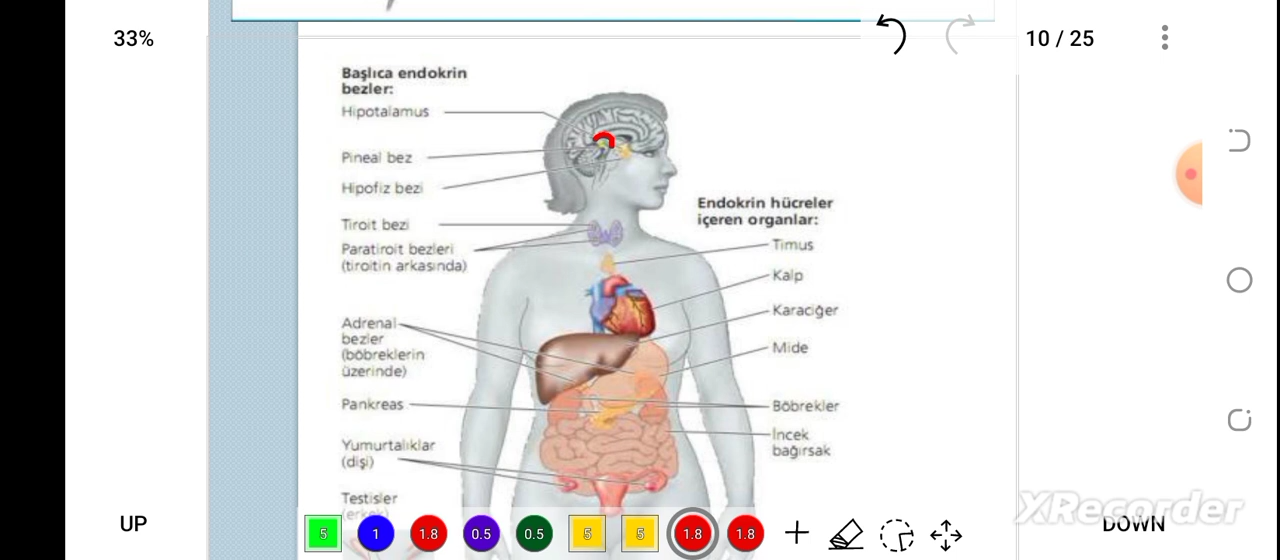 33%
10 / 25
Başlıca endokrin
bezler:
Hipotalamus
Pineal bez
Hipofiz bezi
Tiroit bezi
Paratiroit bezleri
(tiroitin arkasında)
Adrenal
bezler
(böbreklerin
üzerinde)
Pankreas
Yumurtalıklar
(dişi)
Testisler
(erkek)
Endokrin hücreler
içeren organlar:
Timus
Kalp
Karaciğer
Mide
Böbrekler
İncek
bağırsak
UP
5
1
1.8
0.5
0.5
5
5
1.8
1.8
DOWN
XRecorder